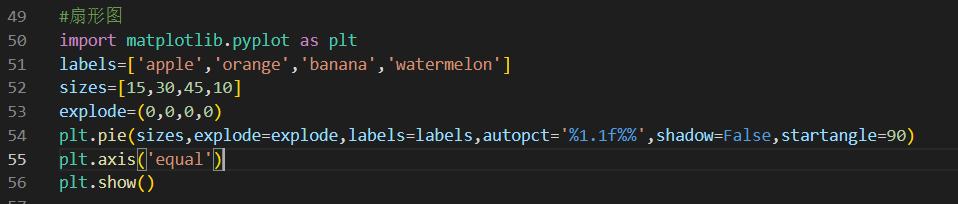 49 #扇形图
50 import matplotlib.pyplot as plt
51 labels=['apple','orange','banana','watermelon']
52 sizes=[15,30,45,10]
53 explode=(0,0,0,0)
54 plt.pie(sizes,explode=explode,labels=labels,autopct='%1.1f%%',shadow=False,startangle=90)
55 plt.axis('equal')
56 plt.show()
57